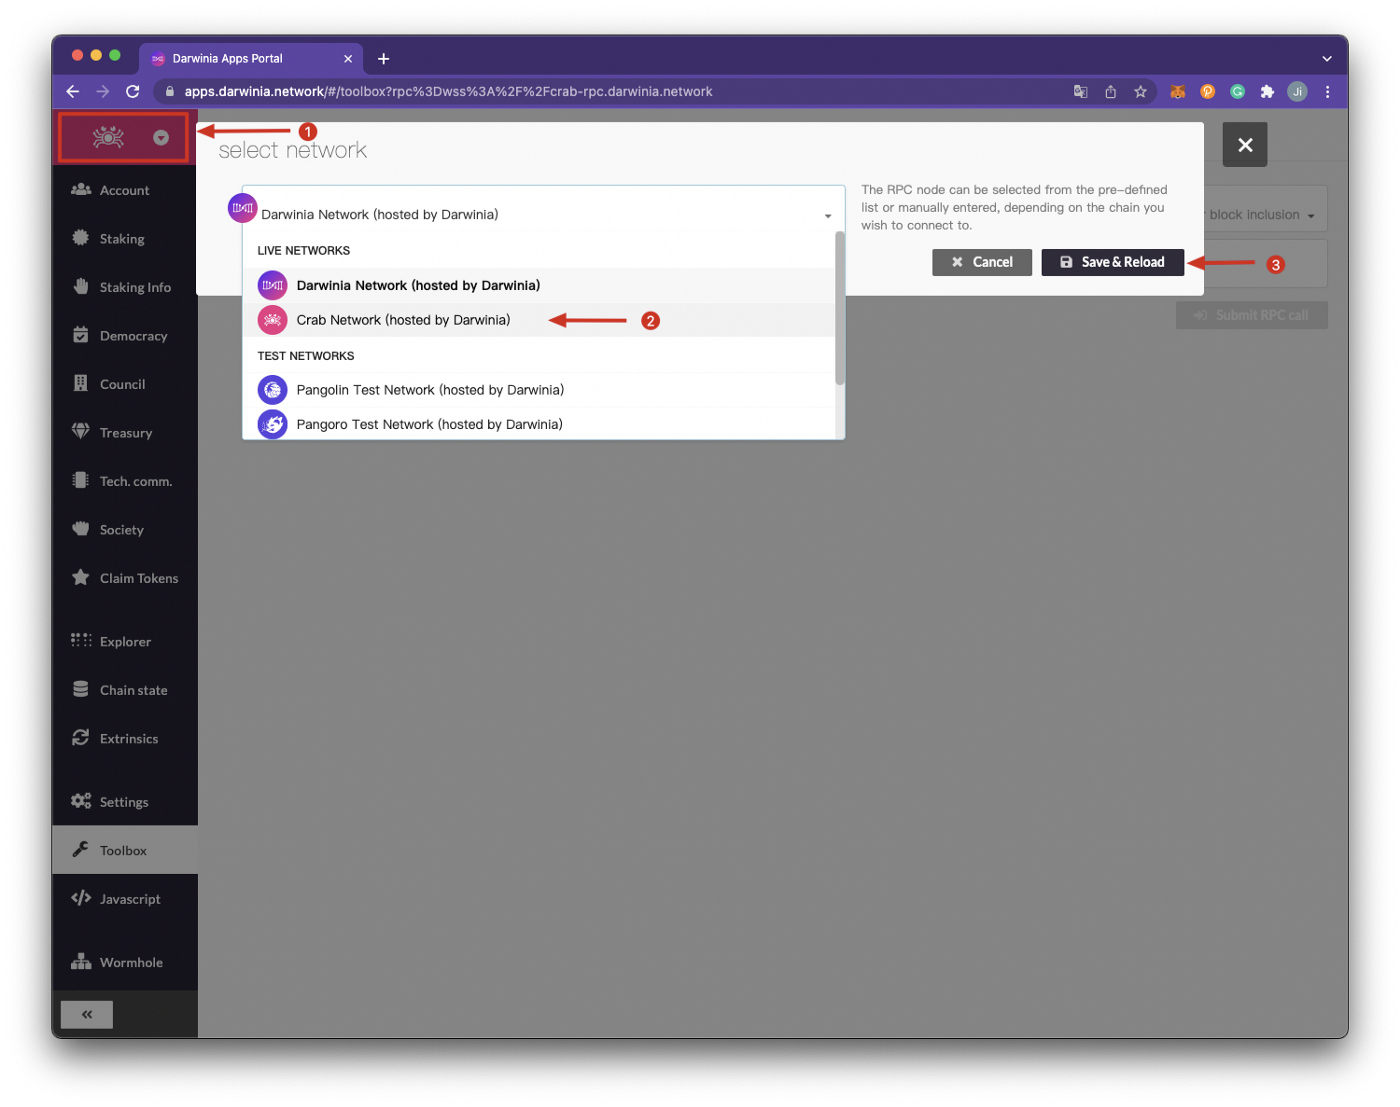 Darwinia Apps Portal
apps.darwinia.network/#/toolbox?rpc%3Dwss%3A%2F%2Fcrab-rpc.darwinia.network
Ji
1
select network
Account
Staking
Staking Info
Democracy
Council
Treasury
Tech. comm.
Society
Claim Tokens
Explorer
Chain state
Extrinsics
Settings
Toolbox
Javascript
Wormhole
Darwinia Network (hosted by Darwinia)
LIVE NETWORKS
Darwinia Network (hosted by Darwinia)
Crab Network (hosted by Darwinia)
2
TEST NETWORKS
Pangolin Test Network (hosted by Darwinia)
Pangoro Test Network (hosted by Darwinia)
The RPC node can be selected from the pre-defined
list or manually entered, depending on the chain you
wish to connect to.
Cancel
Save & Reload
3
block inclusion
Submit RPC call